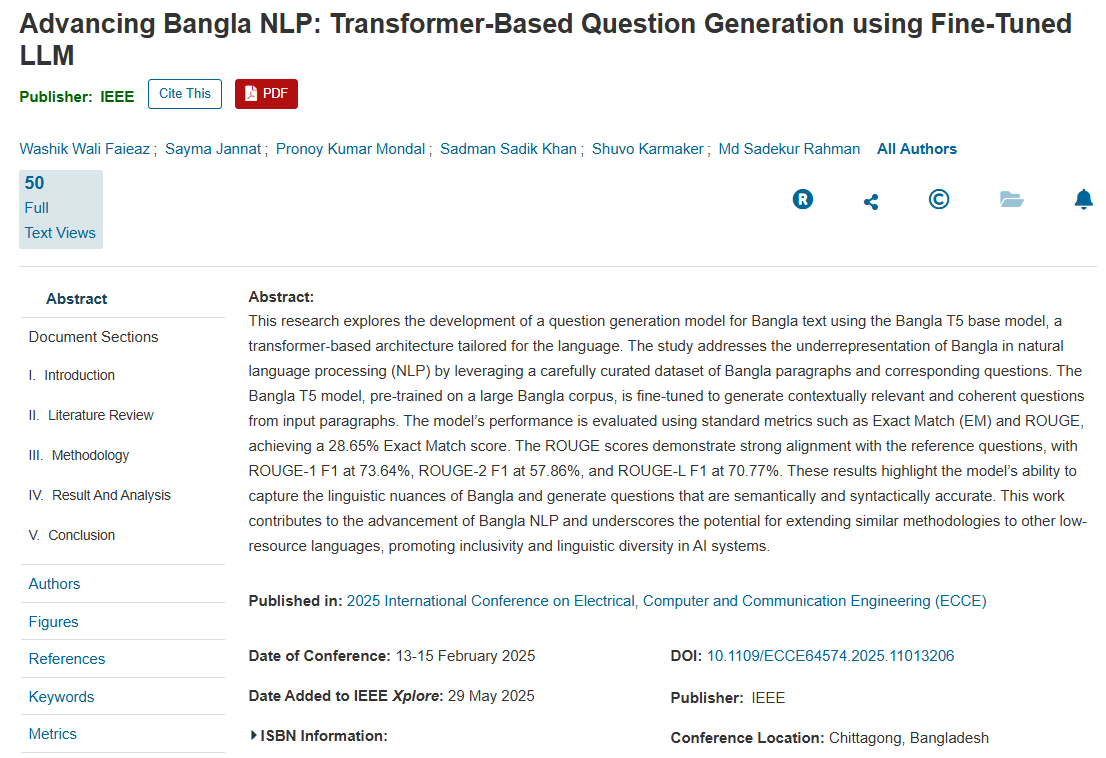 Advancing Bangla NLP: Transformer-Based Question Generation using Fine-Tuned
LLM
Publisher: IEEE Cite This PDF
Washik Wali Faieaz ; Sayma Jannat ; Pronoy Kumar Mondal ; Sadman Sadik Khan ; Shuvo Karmaker ; Md Sadekur Rahman All Authors
50
Full
Text Views
Abstract
Document Sections
I. Introduction
II. Literature Review
III. Methodology
IV. Result And Analysis
V. Conclusion
Authors
Figures
References
Keywords
Metrics
Abstract:
This research explores the development of a question generation model for Bangla text using the Bangla T5 base model, a
transformer-based architecture tailored for the language. The study addresses the underrepresentation of Bangla in natural
language processing (NLP) by leveraging a carefully curated dataset of Bangla paragraphs and corresponding questions. The
Bangla T5 model, pre-trained on a large Bangla corpus, is fine-tuned to generate contextually relevant and coherent questions
from input paragraphs. The model’s performance is evaluated using standard metrics such as Exact Match (EM) and ROUGE,
achieving a 28.65% Exact Match score. The ROUGE scores demonstrate strong alignment with the reference questions, with
ROUGE-1 F1 at 73.64%, ROUGE-2 F1 at 57.86%, and ROUGE-L F1 at 70.77%. These results highlight the model’s ability to
capture the linguistic nuances of Bangla and generate questions that are semantically and syntactically accurate. This work
contributes to the advancement of Bangla NLP and underscores the potential for extending similar methodologies to other low-
resource languages, promoting inclusivity and linguistic diversity in AI systems.
Published in: 2025 International Conference on Electrical, Computer and Communication Engineering (ECCE)
Date of Conference: 13-15 February 2025
Date Added to IEEE Xplore: 29 May 2025
ISBN Information:
DOI: 10.1109/ECCE64574.2025.11013206
Publisher: IEEE
Conference Location: Chittagong, Bangladesh